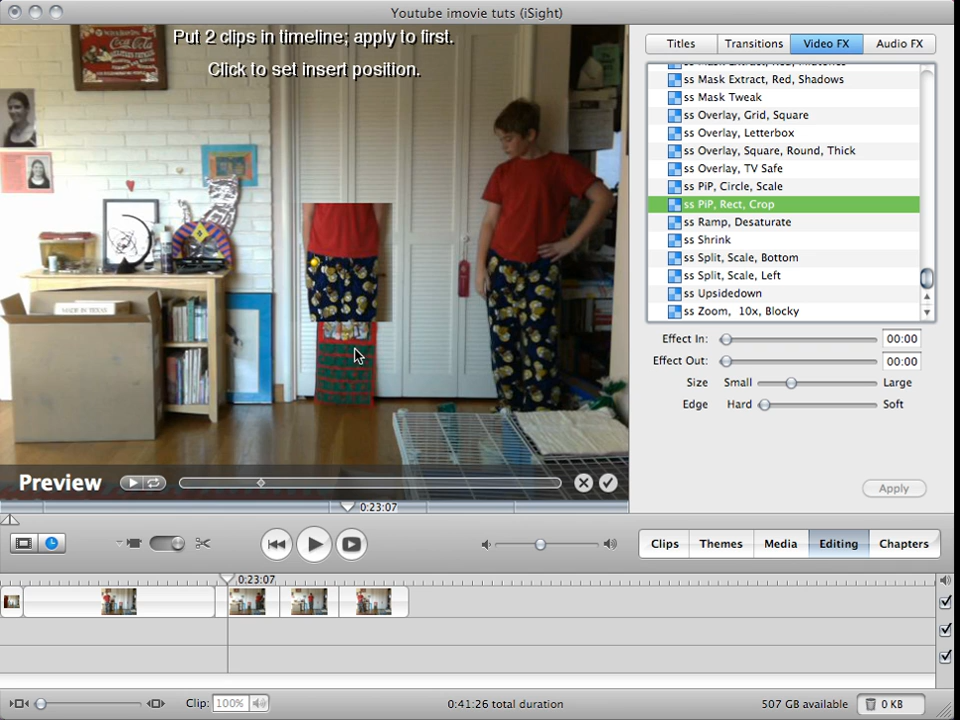 Youtube imovie tuts (iSight)
Put 2 clips in timeline; apply to first.
Click to set insert position.
Coca-Cola
MADE IN TEXAS
Titles
Transitions
Video FX
Audio FX
ss Mask Extract, Red, Shadows
ss Mask Tweak
ss Overlay, Grid, Square
ss Overlay, Letterbox
ss Overlay, Square, Round, Thick
ss Overlay, TV Safe
ss PiP, Circle, Scale
ss PiP, Rect, Crop
ss Ramp, Desaturate
ss Shrink
ss Split, Scale, Bottom
ss Split, Scale, Left
ss Upsidedown
ss Zoom, 10x, Blocky
Effect In: 00:00
Effect Out: 00:00
Size Small Large
Edge Hard Soft
Apply
Preview
0:23:07
Clips
Themes
Media
Editing
Chapters
0:23:07
Clip: 100%
0:41:26 total duration
507 GB available
0 KB